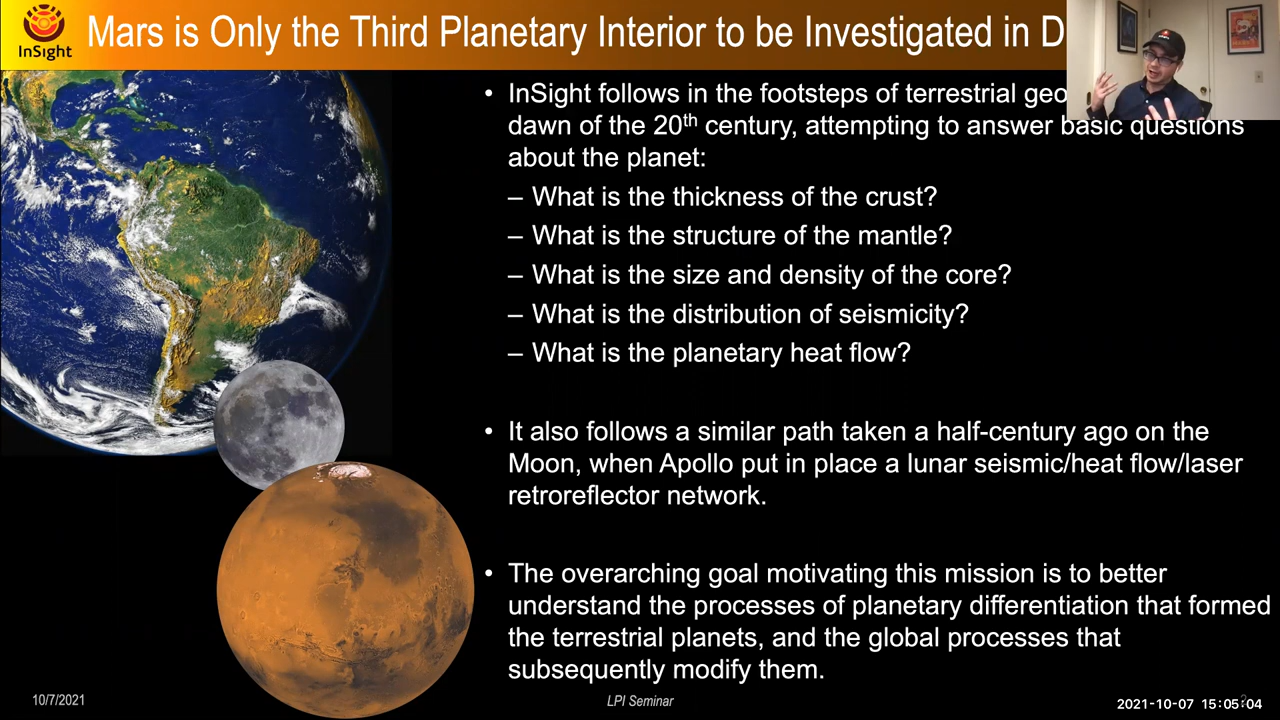 InSight
Mars is Only the Third Planetary Interior to be Investigated in
• InSight follows in the footsteps of terrestrial
dawn of the 20th century, attempting to answer basic questions
about the planet:
– What is the thickness of the crust?
– What is the structure of the mantle?
– What is the size and density of the core?
– What is the distribution of seismicity?
– What is the planetary heat flow?
• It also follows a similar path taken a half-century ago on the
Moon, when Apollo put in place a lunar seismic/heat flow/laser
retroreflector network.
• The overarching goal motivating this mission is to better
understand the processes of planetary differentiation that formed
the terrestrial planets, and the global processes that
subsequently modify them.
10/7/2021
LPI Seminar
2021-10-07 15:05:04